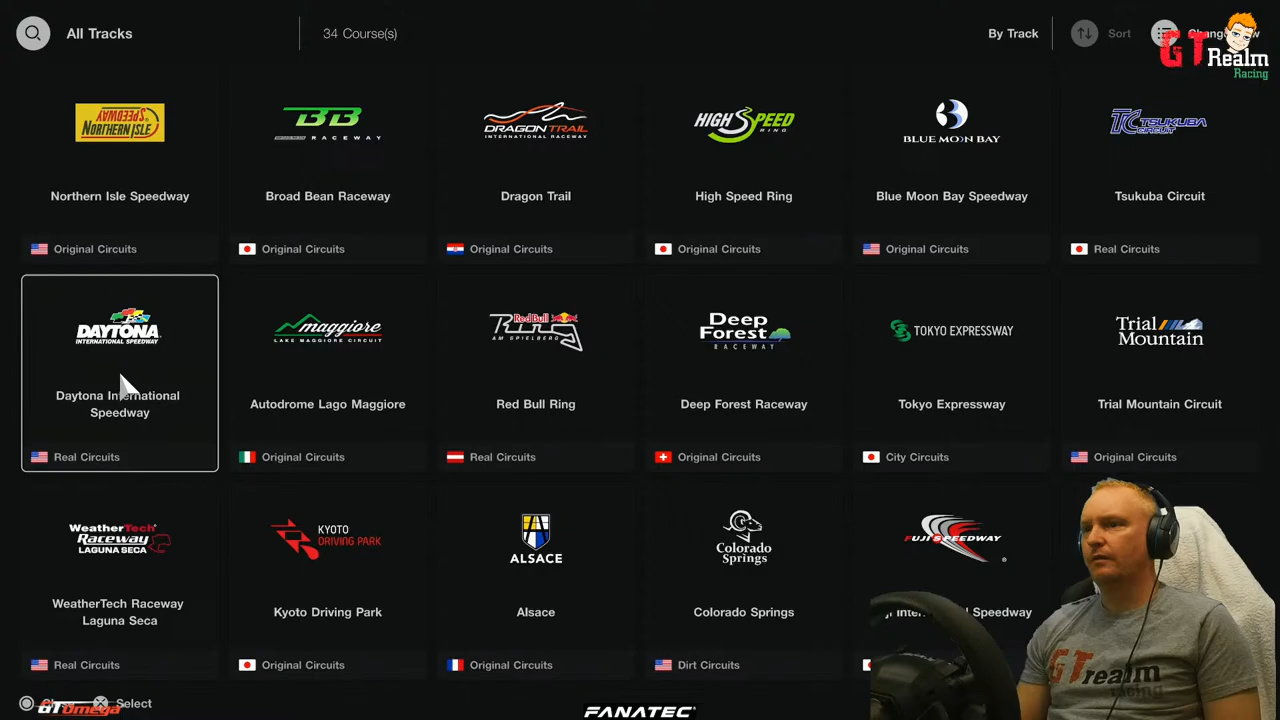 All Tracks
34 Course(s)
By Track
Sort
GT Realm
Racing
NORTHERN ISLE
SPEEDWAY
BB
RACEWAY
DRAGON TRAIL
INTERNATIONAL RACEWAY
HIGH SPEED
RING
BLUE MOON BAY
SPEEDWAY
TC TSUKUBA
CIRCUIT
Northern Isle Speedway
Broad Bean Raceway
Dragon Trail
High Speed Ring
Blue Moon Bay Speedway
Tsukuba Circuit
Original Circuits
Original Circuits
Original Circuits
Original Circuits
Original Circuits
Real Circuits
DAYTONA
INTERNATIONAL SPEEDWAY
maggiore
LAKE MAGGIORE CIRCUIT
Red Bull
Ring
AM SPIELBERG
Deep
Forest
RACEWAY
TOKYO EXPRESSWAY
Trial
Mountain
Daytona International
Speedway
Autodrome Lago Maggiore
Red Bull Ring
Deep Forest Raceway
Tokyo Expressway
Trial Mountain Circuit
Real Circuits
Original Circuits
Real Circuits
Original Circuits
City Circuits
Original Circuits
WeatherTech
Raceway
LAGUNA SECA
KYOTO
DRIVING PARK
ALSACE
Colorado
Springs
FUJI SPEEDWAY
WeatherTech Raceway
Laguna Seca
Kyoto Driving Park
Alsace
Colorado Springs
Speedway
Real Circuits
Original Circuits
Original Circuits
Dirt Circuits
GTrealm
racing
GTOmega
Select
FANATEC